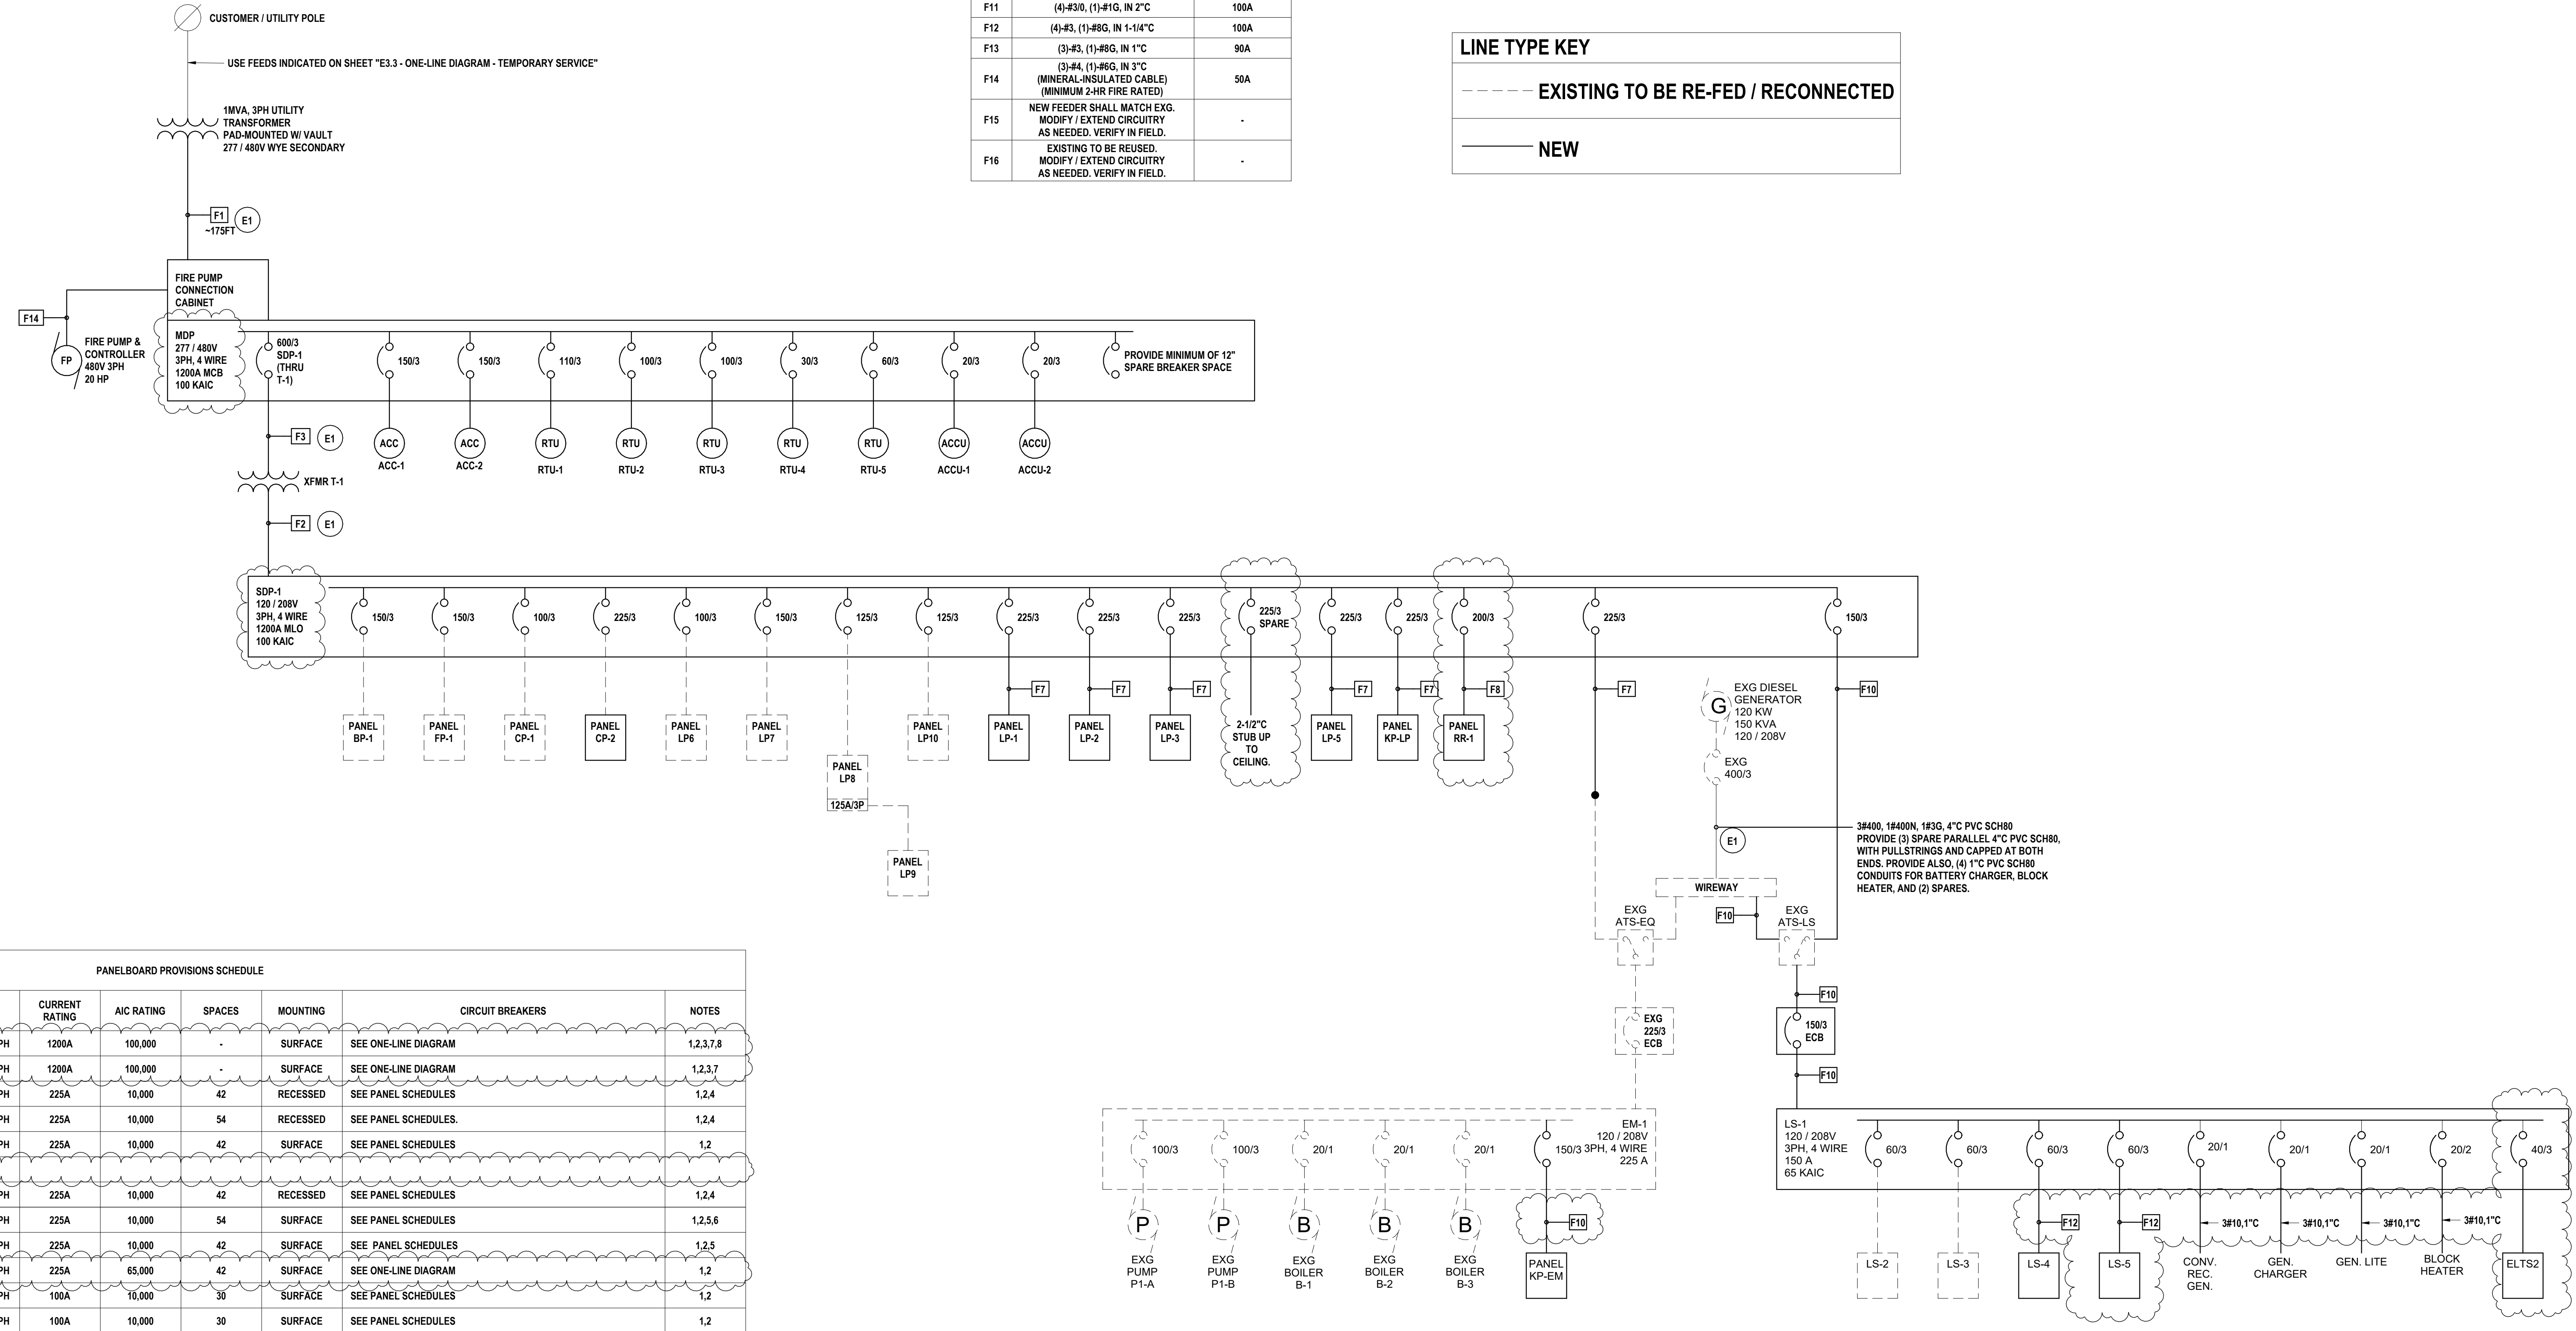 CUSTOMER / UTILITY POLE
USE FEEDS INDICATED ON SHEET "E3.3 - ONE-LINE DIAGRAM - TEMPORARY SERVICE"
1MVA, 3PH UTILITY
TRANSFORMER
PAD-MOUNTED W/ VAULT
277 / 480V WYE SECONDARY
F1
E1
~175FT
F11 (4)-#3/0, (1)-#1G, IN 2"C 100A
F12 (4)-#3, (1)-#8G, IN 1-1/4"C 100A
F13 (3)-#3, (1)-#8G, IN 1"C 90A
F14 (3)-#4, (1)-#6G, IN 3"C
(MINERAL-INSULATED CABLE)
(MINIMUM 2-HR FIRE RATED)
50A
F15 NEW FEEDER SHALL MATCH EXG.
MODIFY / EXTEND CIRCUITRY
AS NEEDED. VERIFY IN FIELD.
-
F16 EXISTING TO BE REUSED.
MODIFY / EXTEND CIRCUITRY
AS NEEDED. VERIFY IN FIELD.
-
LINE TYPE KEY
EXISTING TO BE RE-FED / RECONNECTED
NEW
FIRE PUMP
CONNECTION
CABINET
F14
FP
FIRE PUMP &
CONTROLLER
480V 3PH
20 HP
MDP
277 / 480V
3PH, 4 WIRE
1200A MCB
100 KAIC
600/3
SDP-1
(THRU
T-1)
150/3
150/3
110/3
100/3
100/3
30/3
60/3
20/3
20/3
PROVIDE MINIMUM OF 12"
SPARE BREAKER SPACE
F3
E1
ACC
ACC-1
ACC
ACC-2
RTU
RTU-1
RTU
RTU-2
RTU
RTU-3
RTU
RTU-4
RTU
RTU-5
ACCU
ACCU-1
ACCU
ACCU-2
XFMR T-1
F2
E1
SDP-1
120 / 208V
3PH, 4 WIRE
1200A MLO
100 KAIC
150/3
150/3
100/3
225/3
100/3
150/3
125/3
125/3
225/3
225/3
225/3
225/3
SPARE
225/3
225/3
200/3
225/3
150/3
F7
F7
F7
F7
F7
F8
F7
F10
PANEL
BP-1
PANEL
FP-1
PANEL
CP-1
PANEL
CP-2
PANEL
LP6
PANEL
LP7
PANEL
LP8
125A/3P
PANEL
LP9
PANEL
LP10
PANEL
LP-1
PANEL
LP-2
PANEL
LP-3
2-1/2"C
STUB UP
TO
CEILING.
PANEL
LP-5
PANEL
KP-LP
PANEL
RR-1
G
EXG DIESEL
GENERATOR
120 KW
150 KVA
120 / 208V
EXG
400/3
E1
3#400, 1#400N, 1#3G, 4"C PVC SCH80
PROVIDE (3) SPARE PARALLEL 4"C PVC SCH80,
WITH PULLSTRINGS AND CAPPED AT BOTH
ENDS. PROVIDE ALSO, (4) 1"C PVC SCH80
CONDUITS FOR BATTERY CHARGER, BLOCK
HEATER, AND (2) SPARES.
WIREWAY
F10
EXG
ATS-EQ
EXG
ATS-LS
F10
EXG
225/3
ECB
150/3
ECB
F10
EM-1
120 / 208V
3PH, 4 WIRE
225 A
100/3
100/3
20/1
20/1
20/1
150/3
F10
P
EXG
PUMP
P1-A
P
EXG
PUMP
P1-B
B
EXG
BOILER
B-1
B
EXG
BOILER
B-2
B
EXG
BOILER
B-3
PANEL
KP-EM
LS-1
120 / 208V
3PH, 4 WIRE
150 A
65 KAIC
60/3
60/3
60/3
60/3
20/1
20/1
20/1
20/2
40/3
F12
F12
3#10,1"C
3#10,1"C
3#10,1"C
3#10,1"C
LS-2
LS-3
LS-4
LS-5
CONV.
REC.
GEN.
GEN.
CHARGER
GEN. LITE
BLOCK
HEATER
ELTS2
PANELBOARD PROVISIONS SCHEDULE
CURRENT
RATING
AIC RATING SPACES MOUNTING CIRCUIT BREAKERS NOTES
PH 1200A 100,000 - SURFACE SEE ONE-LINE DIAGRAM 1,2,3,7,8
PH 1200A 100,000 - SURFACE SEE ONE-LINE DIAGRAM 1,2,3,7
PH 225A 10,000 42 RECESSED SEE PANEL SCHEDULES 1,2,4
PH 225A 10,000 54 RECESSED SEE PANEL SCHEDULES. 1,2,4
PH 225A 10,000 42 SURFACE SEE PANEL SCHEDULES 1,2
PH 225A 10,000 42 RECESSED SEE PANEL SCHEDULES 1,2,4
PH 225A 10,000 54 SURFACE SEE PANEL SCHEDULES 1,2,5,6
PH 225A 10,000 42 SURFACE SEE PANEL SCHEDULES 1,2,5
PH 225A 65,000 42 SURFACE SEE ONE-LINE DIAGRAM 1,2
PH 100A 10,000 30 SURFACE SEE PANEL SCHEDULES 1,2
PH 100A 10,000 30 SURFACE SEE PANEL SCHEDULES 1,2